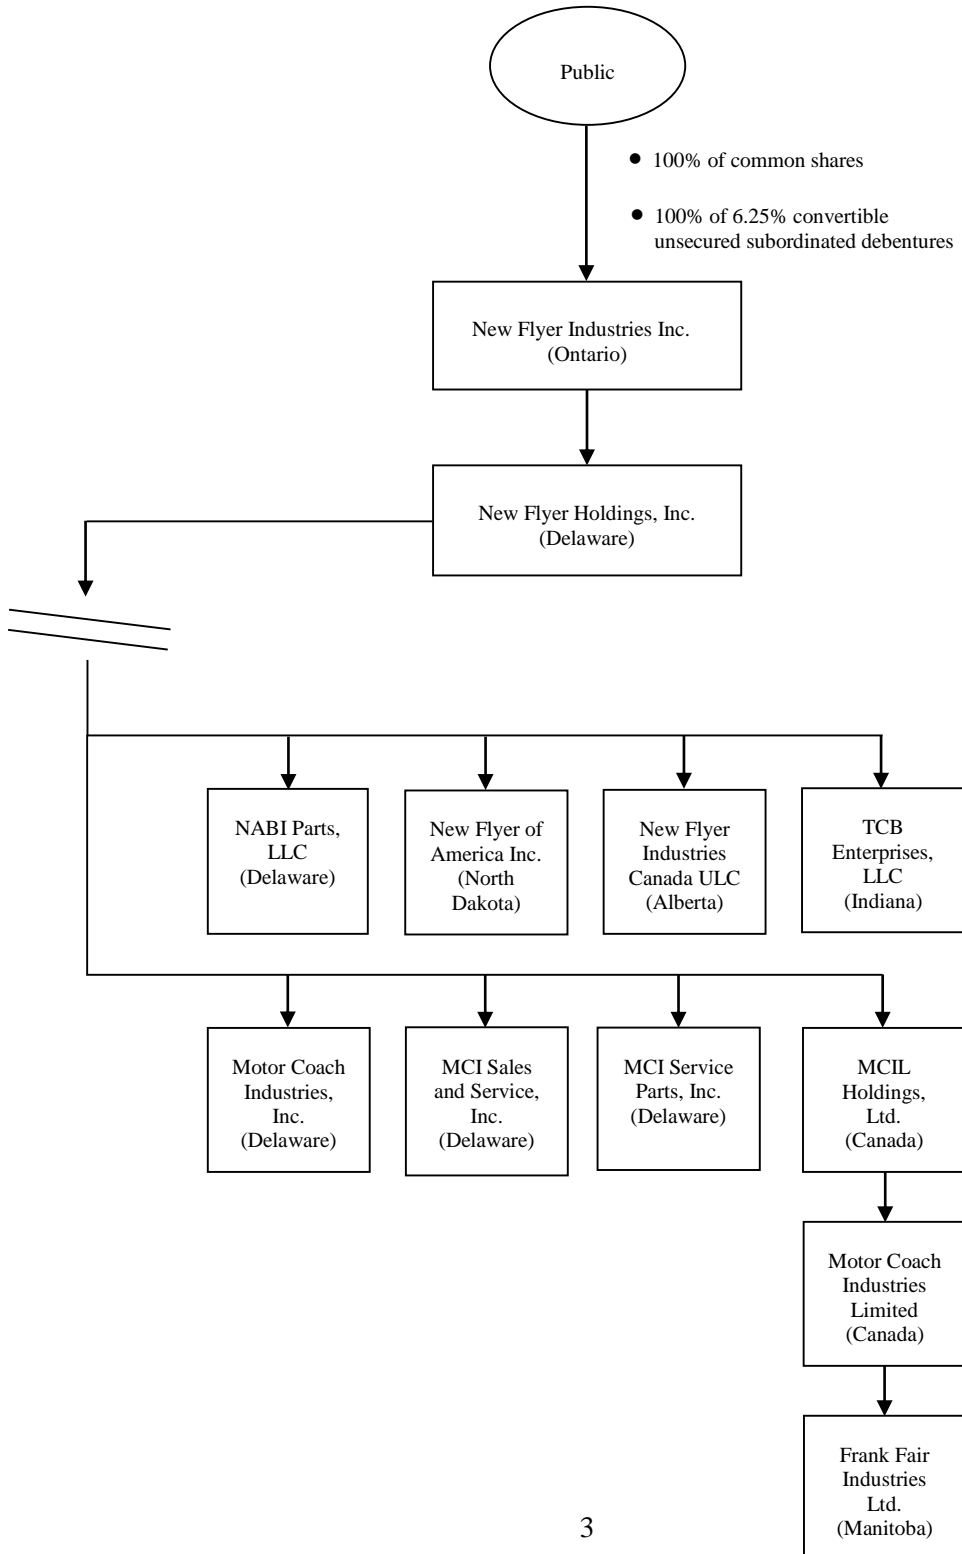 Public
● 100% of common shares
● 100% of 6.25% convertible
unsecured subordinated debentures
New Flyer Industries Inc.
(Ontario)
New Flyer Holdings, Inc.
(Delaware)
NABI Parts,
LLC
(Delaware)
New Flyer of
America Inc.
(North
Dakota)
New Flyer
Industries
Canada ULC
(Alberta)
TCB
Enterprises,
LLC
(Indiana)
Motor Coach
Industries,
Inc.
(Delaware)
MCI Sales
and Service,
Inc.
(Delaware)
MCI Service
Parts, Inc.
(Delaware)
MCIL
Holdings,
Ltd.
(Canada)
Motor Coach
Industries
Limited
(Canada)
Frank Fair
Industries
Ltd.
(Manitoba)
3